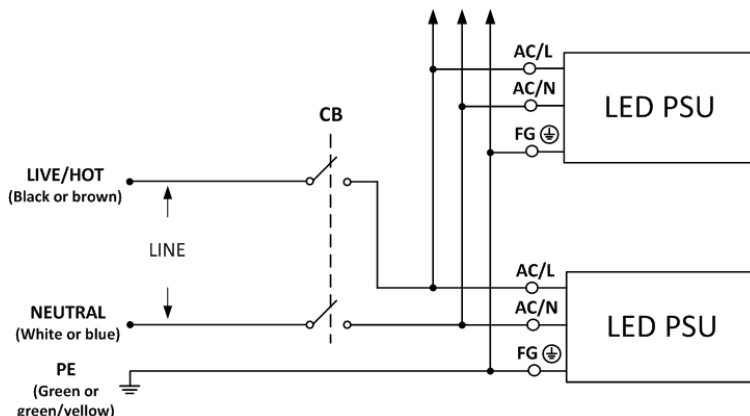 AC/L
AC/N
LED PSU
FG
CB
LIVE/HOT
(Black or brown)
LINE
NEUTRAL
(White or blue)
PE
(Green or
green/yellow)
AC/L
AC/N
LED PSU
FG